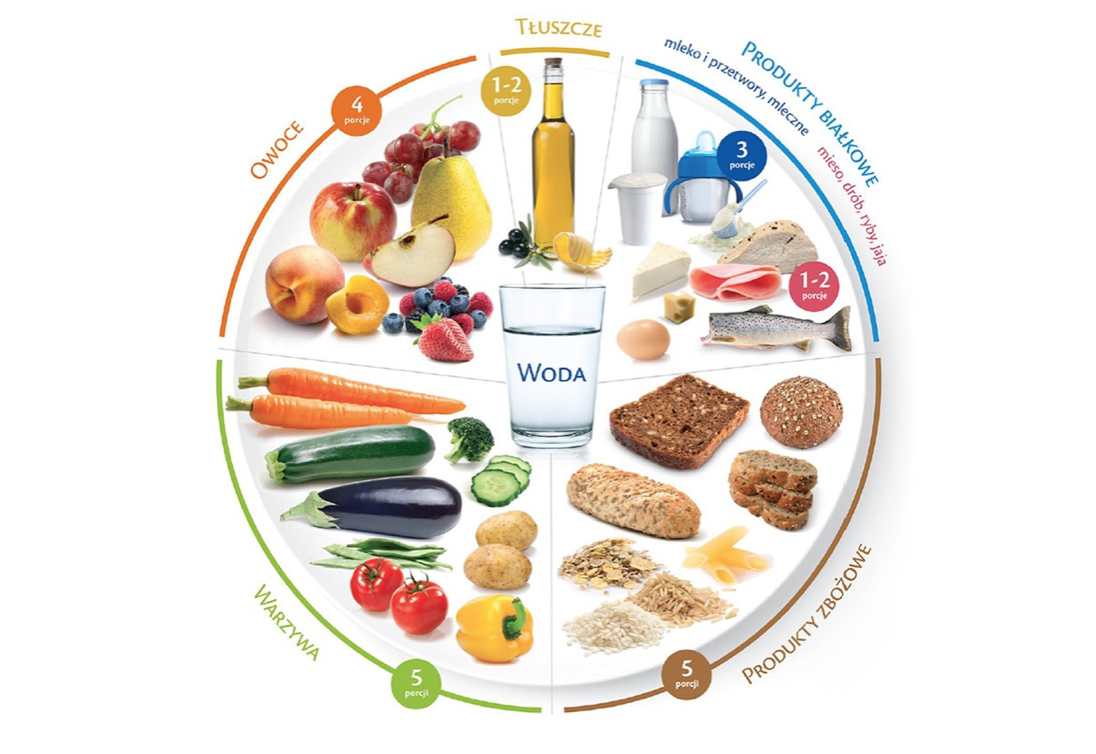 TŁUSZCZE
1-2
porcje
PRODUKTY BIAŁKOWE
mleko i przetwory, mleczne
3
porcje
mieso, drób, ryby, jaja
1-2
porcje
OWOCE
4
porcje
WODA
WARZYWA
5
porcji
PRODUKTY ZBOŻOWE
5
porcji